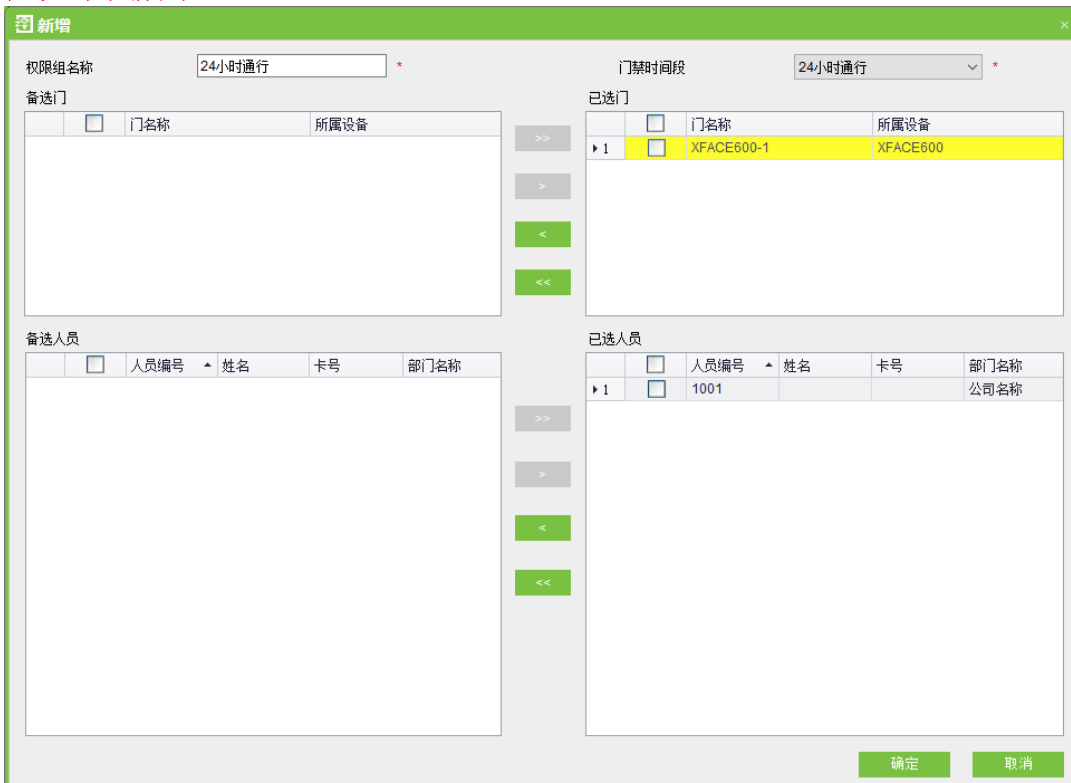 新增
权限组名称 24小时通行 * 门禁时间段 24小时通行 *
备选门 已选门
门名称 所属设备 门名称 所属设备
>>
1 XFACE600-1 XFACE600
>
<
<<
备选人员 已选人员
人员编号 姓名 卡号 部门名称 人员编号 姓名 卡号 部门名称
1 1001 公司名称
>>
>
<
<<
确定 取消